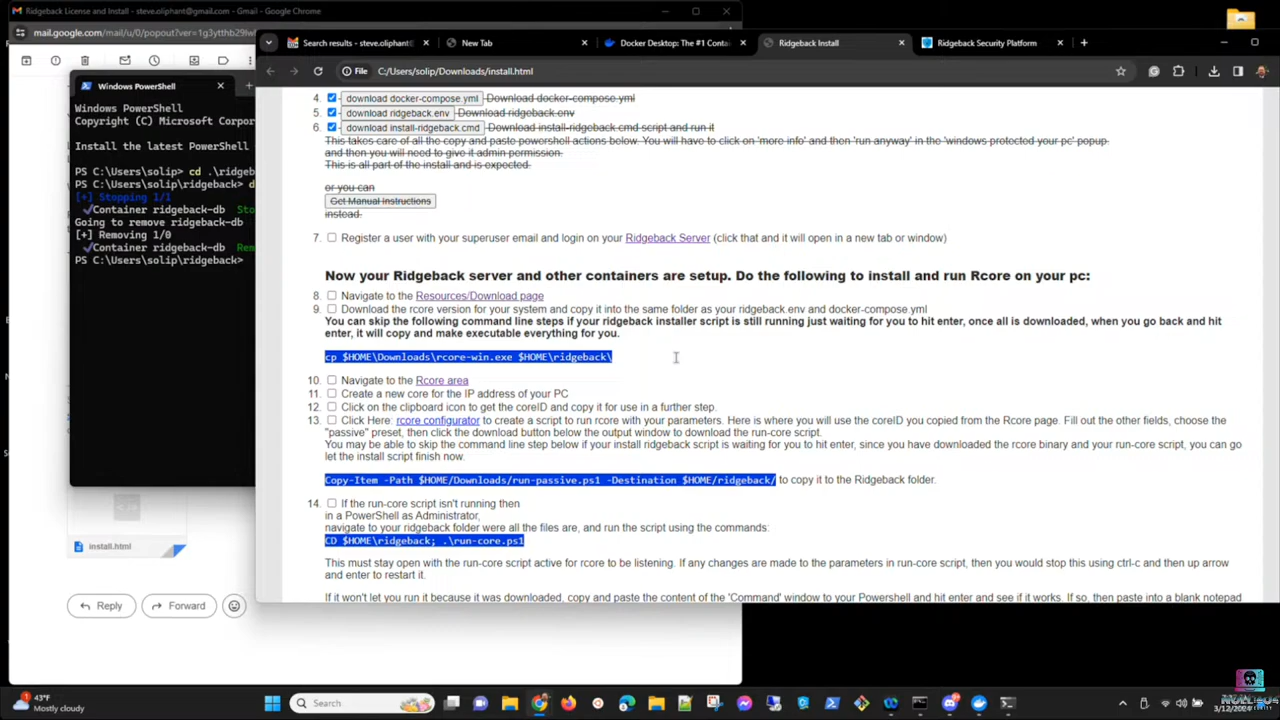 Ridgeback License and Install - steve.oliphant@gmail.com - Gmail - Google Chrome
mail.google.com/mail/u/0/popout?ver=1g3ytthb29lwl
Search results - steve.oliphant
New Tab
Docker Desktop: The #1 Contai
Ridgeback Install
Ridgeback Security Platform
File
C:/Users/solip/Downloads/install.html
Windows PowerShell
Windows PowerShell
Copyright (C) Microsoft Corpor
Install the latest PowerShell
PS C:\Users\solip> cd .\ridgeb
PS C:\Users\solip\ridgeback> d
[+] Stopping 1/1
Container ridgeback-db Sto
Going to remove ridgeback-db
[+] Removing 1/0
Container ridgeback-db Rem
PS C:\Users\solip\ridgeback>
install.html
Reply
Forward
4. download docker-compose.yml Download docker-compose.yml
5. download ridgeback.env Download ridgeback.env
6. download install-ridgeback.cmd Download install-ridgeback.cmd script and run it
This takes care of all the copy and paste powershell actions below. You will have to click on 'more info' and then 'run anyway' in the 'windows protected your pc' popup.
and then you will need to give it admin permission.
This is all part of the install and is expected.
or you can
Get Manual Instructions
instead.
7. Register a user with your superuser email and login on your Ridgeback Server (click that and it will open in a new tab or window)
Now your Ridgeback server and other containers are setup. Do the following to install and run Rcore on your pc:
8. Navigate to the Resources/Download page
9. Download the rcore version for your system and copy it into the same folder as your ridgeback.env and docker-compose.yml
You can skip the following command line steps if your ridgeback installer script is still running just waiting for you to hit enter, once all is downloaded, when you go back and hit
enter, it will copy and make executable everything for you.
cp $HOME\Downloads\rcore-win.exe $HOME\ridgeback\
10. Navigate to the Rcore area
11. Create a new core for the IP address of your PC
12. Click on the clipboard icon to get the coreID and copy it for use in a further step.
13. Click Here: rcore configurator to create a script to run rcore with your parameters. Here is where you will use the coreID you copied from the Rcore page. Fill out the other fields, choose the
"passive" preset, then click the download button below the output window to download the run-core script.
You may be able to skip the command line step below if your install ridgeback script is waiting for you to hit enter, since you have downloaded the rcore binary and your run-core script, you can go
let the install script finish now.
Copy-Item -Path $HOME/Downloads/run-passive.ps1 -Destination $HOME/ridgeback/ to copy it to the Ridgeback folder.
14. If the run-core script isn't running then
in a PowerShell as Administrator,
navigate to your ridgeback folder were all the files are, and run the script using the commands:
CD $HOME\ridgeback; .\run-core.ps1
This must stay open with the run-core script active for rcore to be listening. If any changes are made to the parameters in run-core script, then you would stop this using ctrl-c and then up arrow
and enter to restart it.
If it won't let you run it because it was downloaded, copy and paste the content of the 'Command' window to your Powershell and hit enter and see if it works. If so, then paste into a blank notepad
43°F
Mostly cloudy
Search
3/12/2024